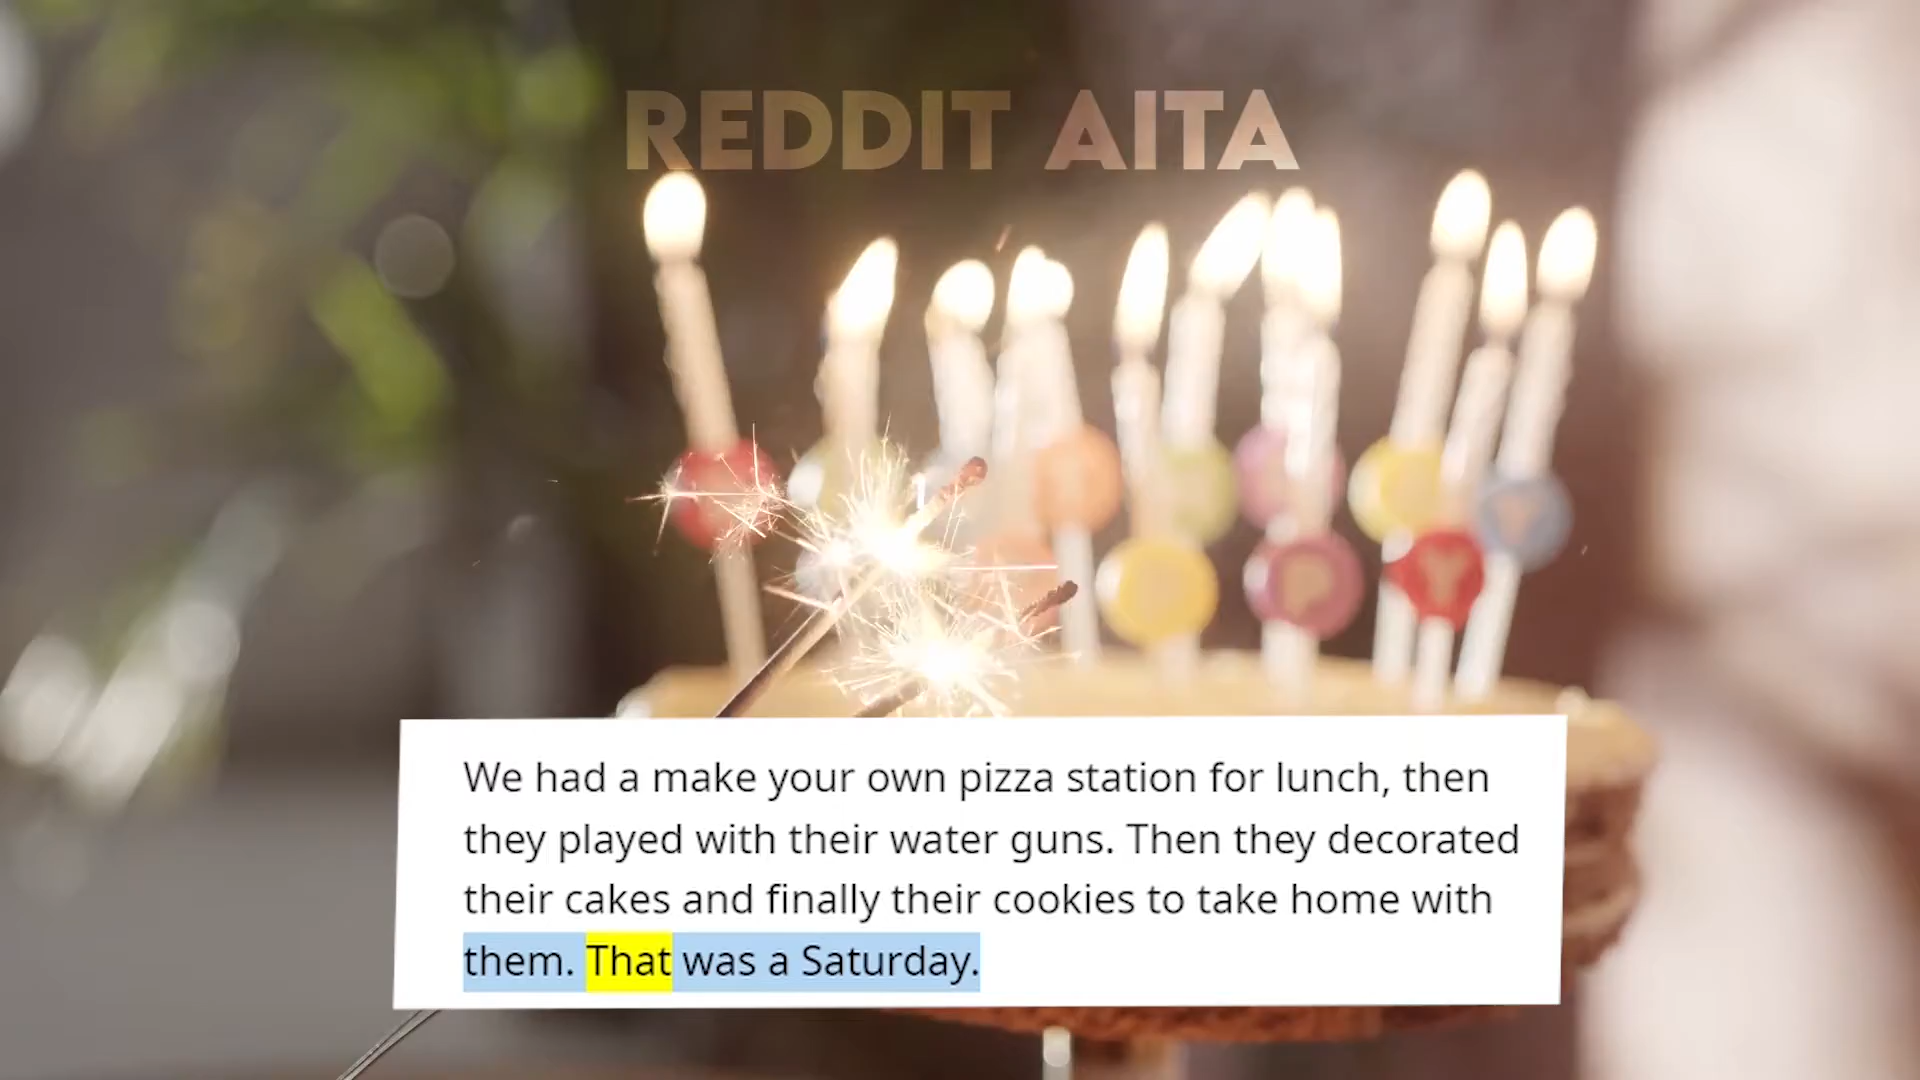 REDDIT AITA
P
Y
Y
We had a make your own pizza station for lunch, then
they played with their water guns. Then they decorated
their cakes and finally their cookies to take home with
them. That was a Saturday.